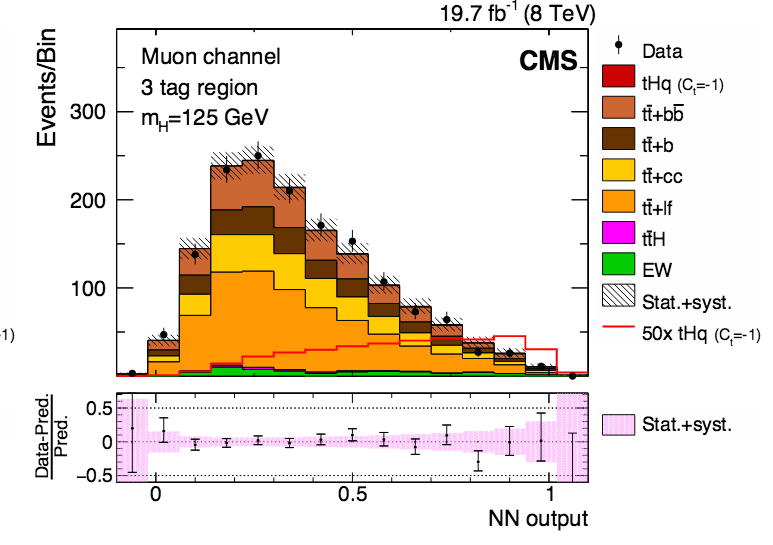 19.7 fb⁻¹ (8 TeV)
Events/Bin
Muon channel
3 tag region
m_H=125 GeV
CMS
300
200
100
Data
tHq (C_t=-1)
tt̄+bb̄
tt̄+b
tt̄+cc
tt̄+lf
tt̄H
EW
Stat.+syst.
50x tHq (C_t=-1)
-1)
Data-Pred.
Pred.
0.5
0
−0.5
Stat.+syst.
0
0.5
1
NN output